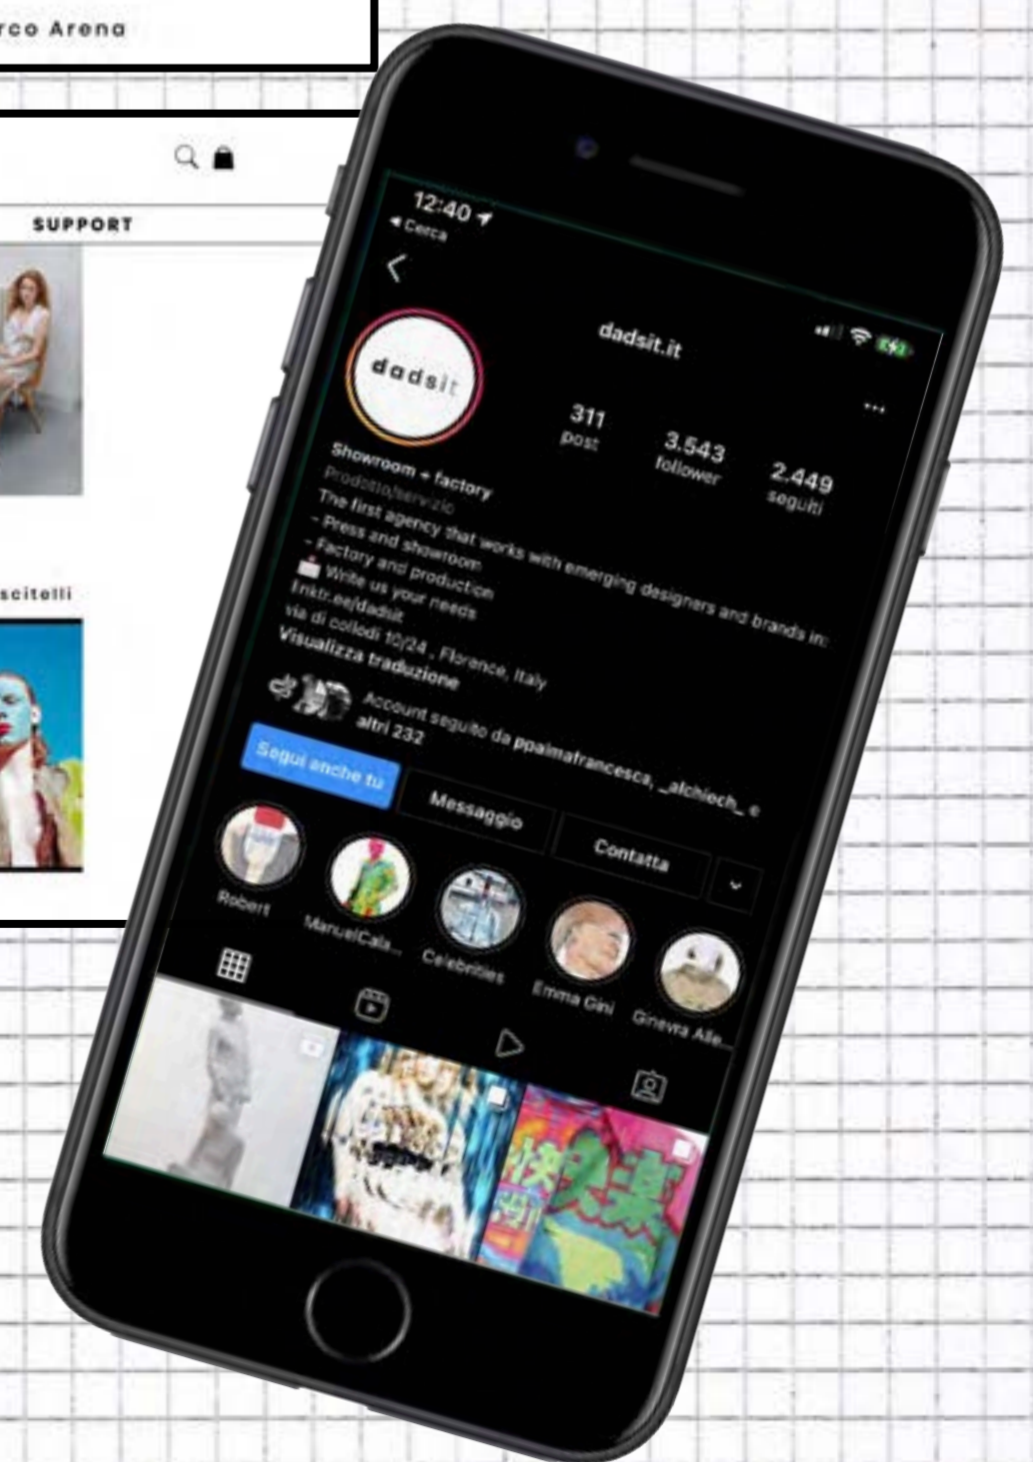 rco Arena
SUPPORT
scitelli
12:40
Cerca
dadsit.it
dadsit
311
post
3.543
follower
2.449
seguiti
Showroom + factory
Prodotto/servizio
The first agency that works with emerging designers and brands in:
- Press and showroom
- Factory and production
Write us your needs
linktr.ee/dadsit
via di collodi 10/24 , Florence, Italy
Visualizza traduzione
Account seguito da ppalmafrancesca, _alchiech_ e
altri 232
Segui anche tu
Messaggio
Contatta
Robert
ManuelCala...
Celebrities
Emma Gini
Ginevra Alle...
快樂